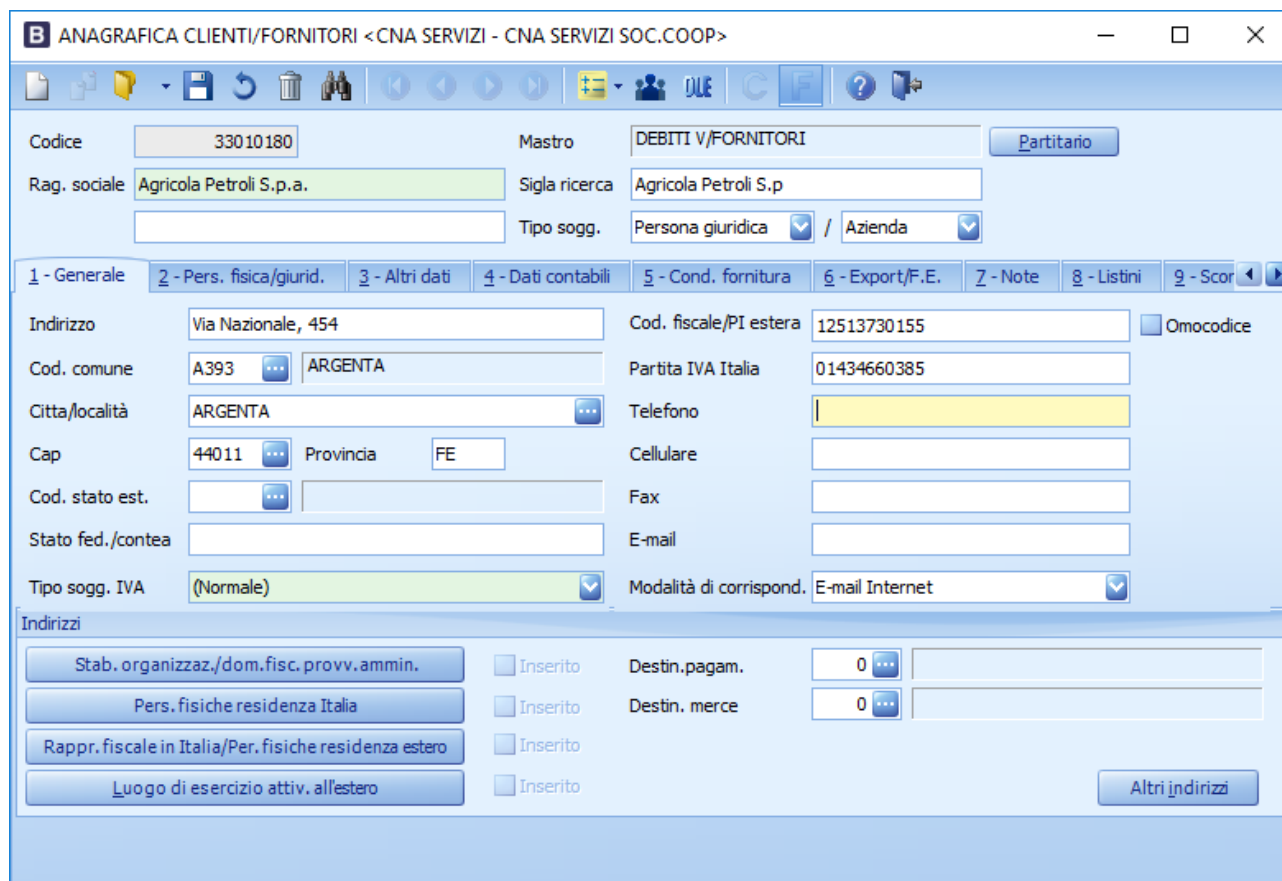 B ANAGRAFICA CLIENTI/FORNITORI <CNA SERVIZI - CNA SERVIZI SOC.COOP>
OLE C F ?
Codice 33010180 Mastro DEBITI V/FORNITORI Partitario
Rag. sociale Agricola Petroli S.p.a. Sigla ricerca Agricola Petroli S.p
Tipo sogg. Persona giuridica / Azienda
1 - Generale 2 - Pers. fisica/giurid. 3 - Altri dati 4 - Dati contabili 5 - Cond. fornitura 6 - Export/F.E. 7 - Note 8 - Listini 9 - Scor
Indirizzo Via Nazionale, 454 Cod. fiscale/PI estera 12513730155 Omocodice
Cod. comune A393 ... ARGENTA Partita IVA Italia 01434660385
Citta/località ARGENTA ... Telefono
Cap 44011 ... Provincia FE Cellulare
Cod. stato est. ... Fax
Stato fed./contea E-mail
Tipo sogg. IVA (Normale) Modalità di corrispond. E-mail Internet
Indirizzi
Stab. organizzaz./dom.fisc. provv.ammin. Inserito Destin.pagam. 0 ...
Pers. fisiche residenza Italia Inserito Destin. merce 0 ...
Rappr. fiscale in Italia/Per. fisiche residenza estero Inserito
Luogo di esercizio attiv. all'estero Inserito Altri indirizzi